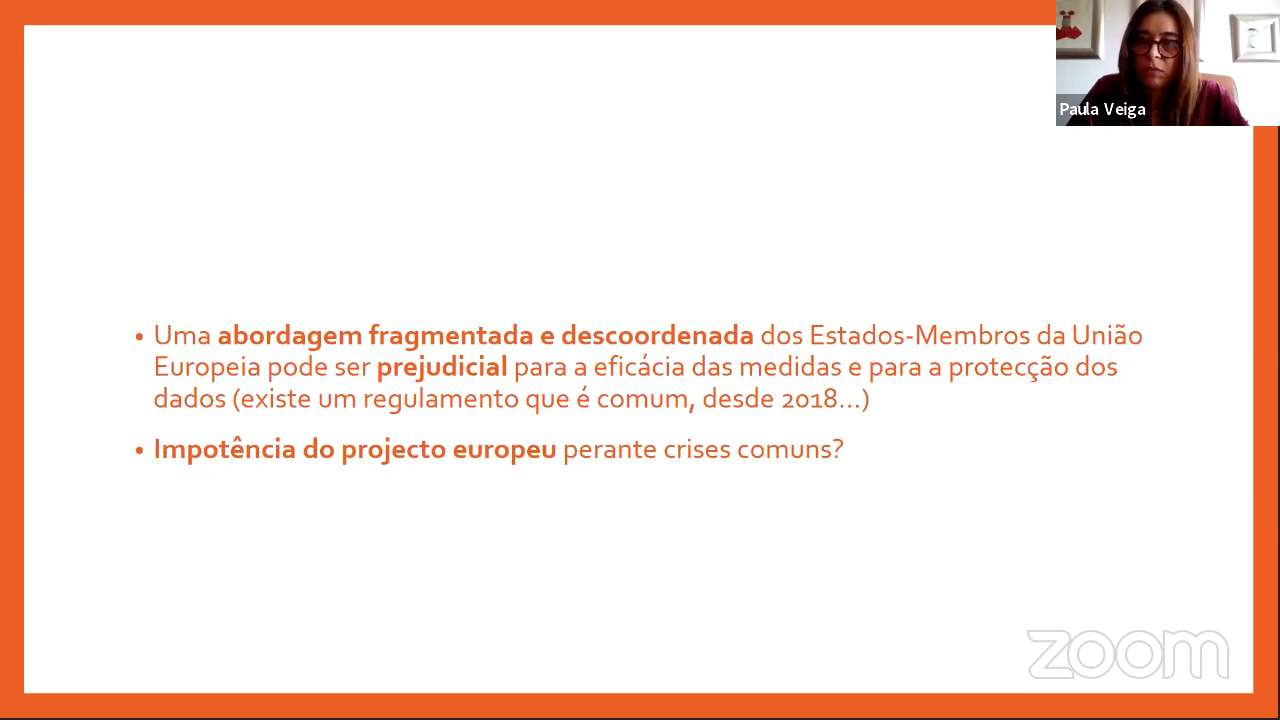 Paula Veiga
• Uma abordagem fragmentada e descoordenada dos Estados-Membros da União
Europeia pode ser prejudicial para a eficácia das medidas e para a protecção dos
dados (existe um regulamento que é comum, desde 2018...)
• Impotência do projecto europeu perante crises comuns?
zoom